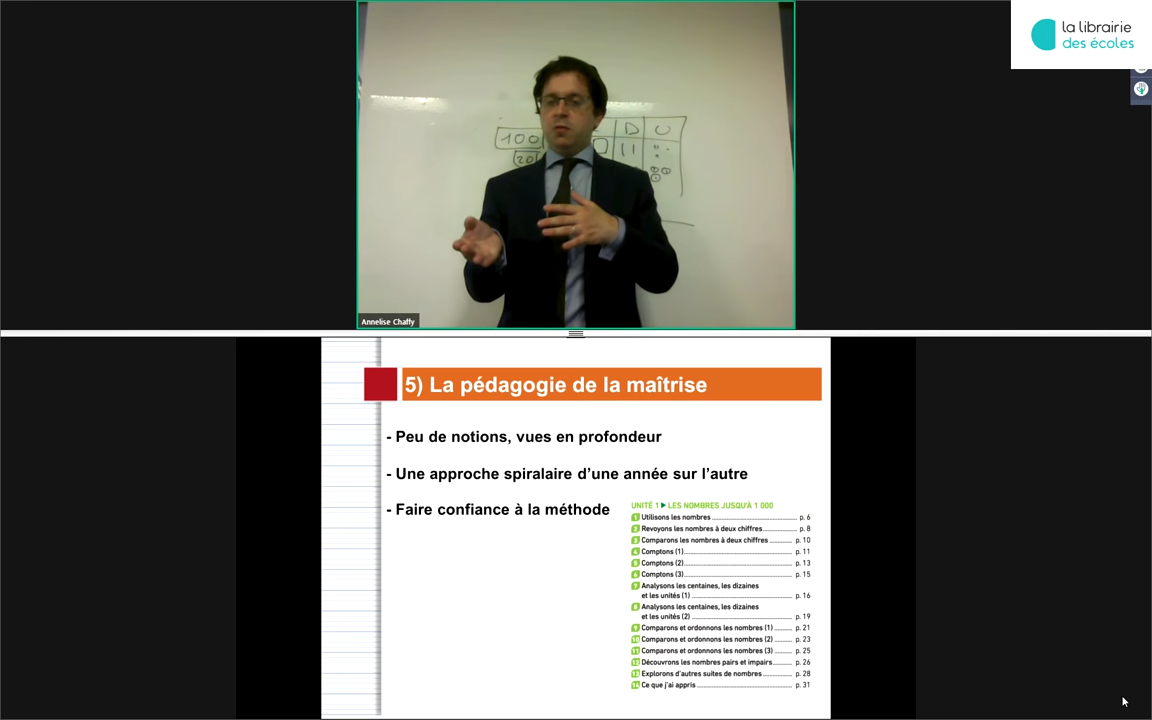 la librairie
des écoles
D U
100
20
Annelise Chaffy
5) La pédagogie de la maîtrise
- Peu de notions, vues en profondeur
- Une approche spiralaire d’une année sur l’autre
- Faire confiance à la méthode
UNITÉ 1 ▶ LES NOMBRES JUSQU'À 1 000
1 Utilisons les nombres ........ p. 6
2 Revoyons les nombres à deux chiffres ........ p. 8
3 Comparons les nombres à deux chiffres ........ p. 10
4 Comptons (1) ........ p. 11
5 Comptons (2) ........ p. 13
6 Comptons (3) ........ p. 15
7 Analysons les centaines, les dizaines
et les unités (1) ........ p. 16
8 Analysons les centaines, les dizaines
et les unités (2) ........ p. 19
9 Comparons et ordonnons les nombres (1) ........ p. 21
10 Comparons et ordonnons les nombres (2) ........ p. 23
11 Comparons et ordonnons les nombres (3) ........ p. 25
12 Découvrons les nombres pairs et impairs ........ p. 26
13 Explorons d'autres suites de nombres ........ p. 28
14 Ce que j'ai appris ........ p. 31